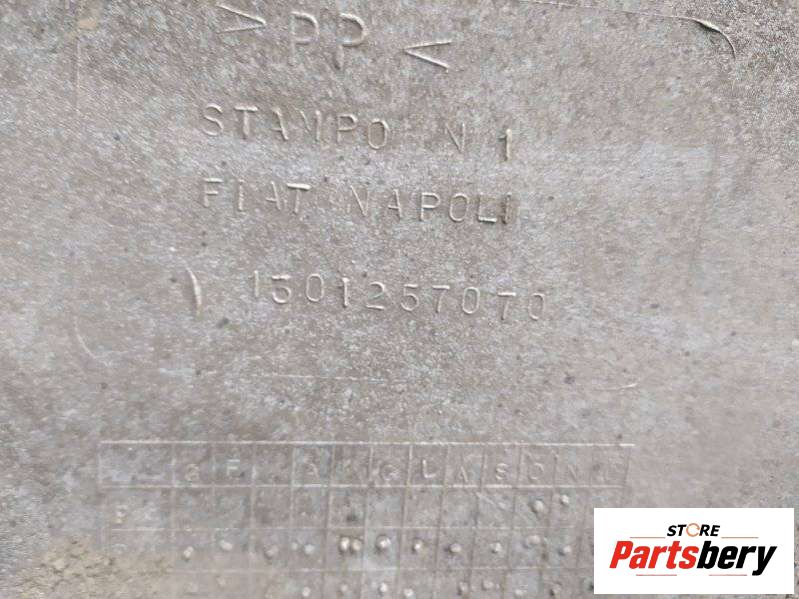 > PP <
STAMPO N 1
FIAT NAPOLI
1301257070
G F M A M G L A S O N D
STORE
Partsbery